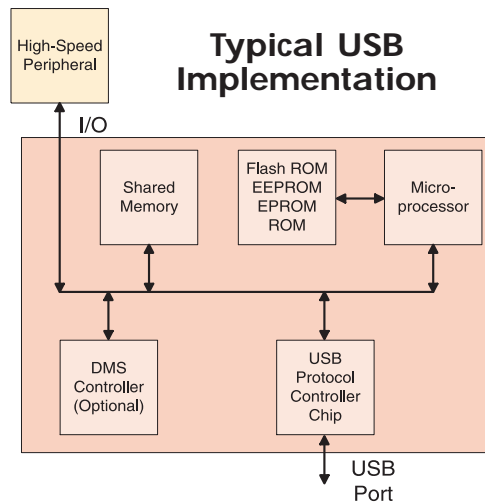 High-Speed
Peripheral
Typical USB
Implementation
I/O
Shared
Memory
Flash ROM
EEPROM
EPROM
ROM
Micro-
processor
DMS
Controller
(Optional)
USB
Protocol
Controller
Chip
USB
Port